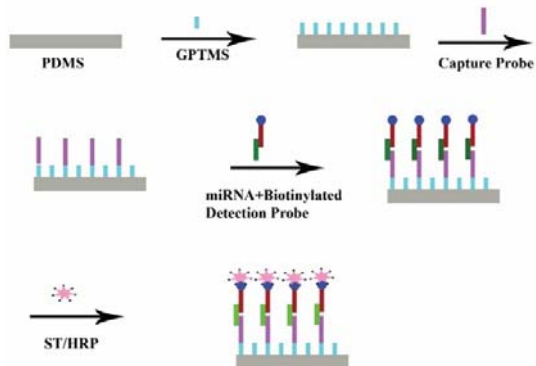 PDMS
GPTMS
Capture Probe
miRNA+Biotinylated
Detection Probe
ST/HRP